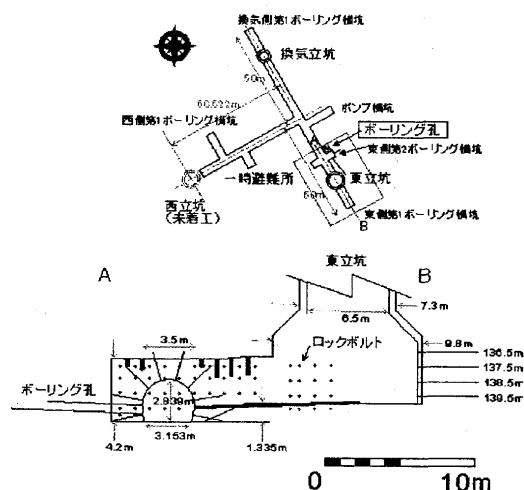 換気側第1ボーリング横坑
換気立坑
50m
60.522m
ポンプ横坑
西側第1ボーリング横坑
ボーリング孔
東側第2ボーリング横坑
一時避難所
東立坑
西立坑
(未着工)
50m
東側第1ボーリング横坑
A
B
東立坑
A
B
7.3m
6.5m
9.8m
3.5m
ロックボルト
136.5m
137.5m
138.5m
139.5m
ボーリング孔
2.839m
3.153m
4.2m
1.335m
0
10m